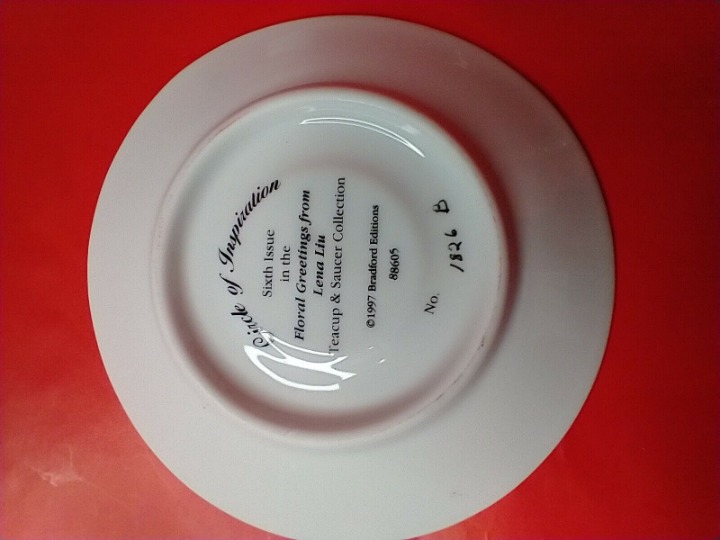 Circle of Inspiration
Sixth Issue
in the
Floral Greetings from
Lena Liu
Teacup & Saucer Collection
©1997 Bradford Editions
88605
No. 1826 B